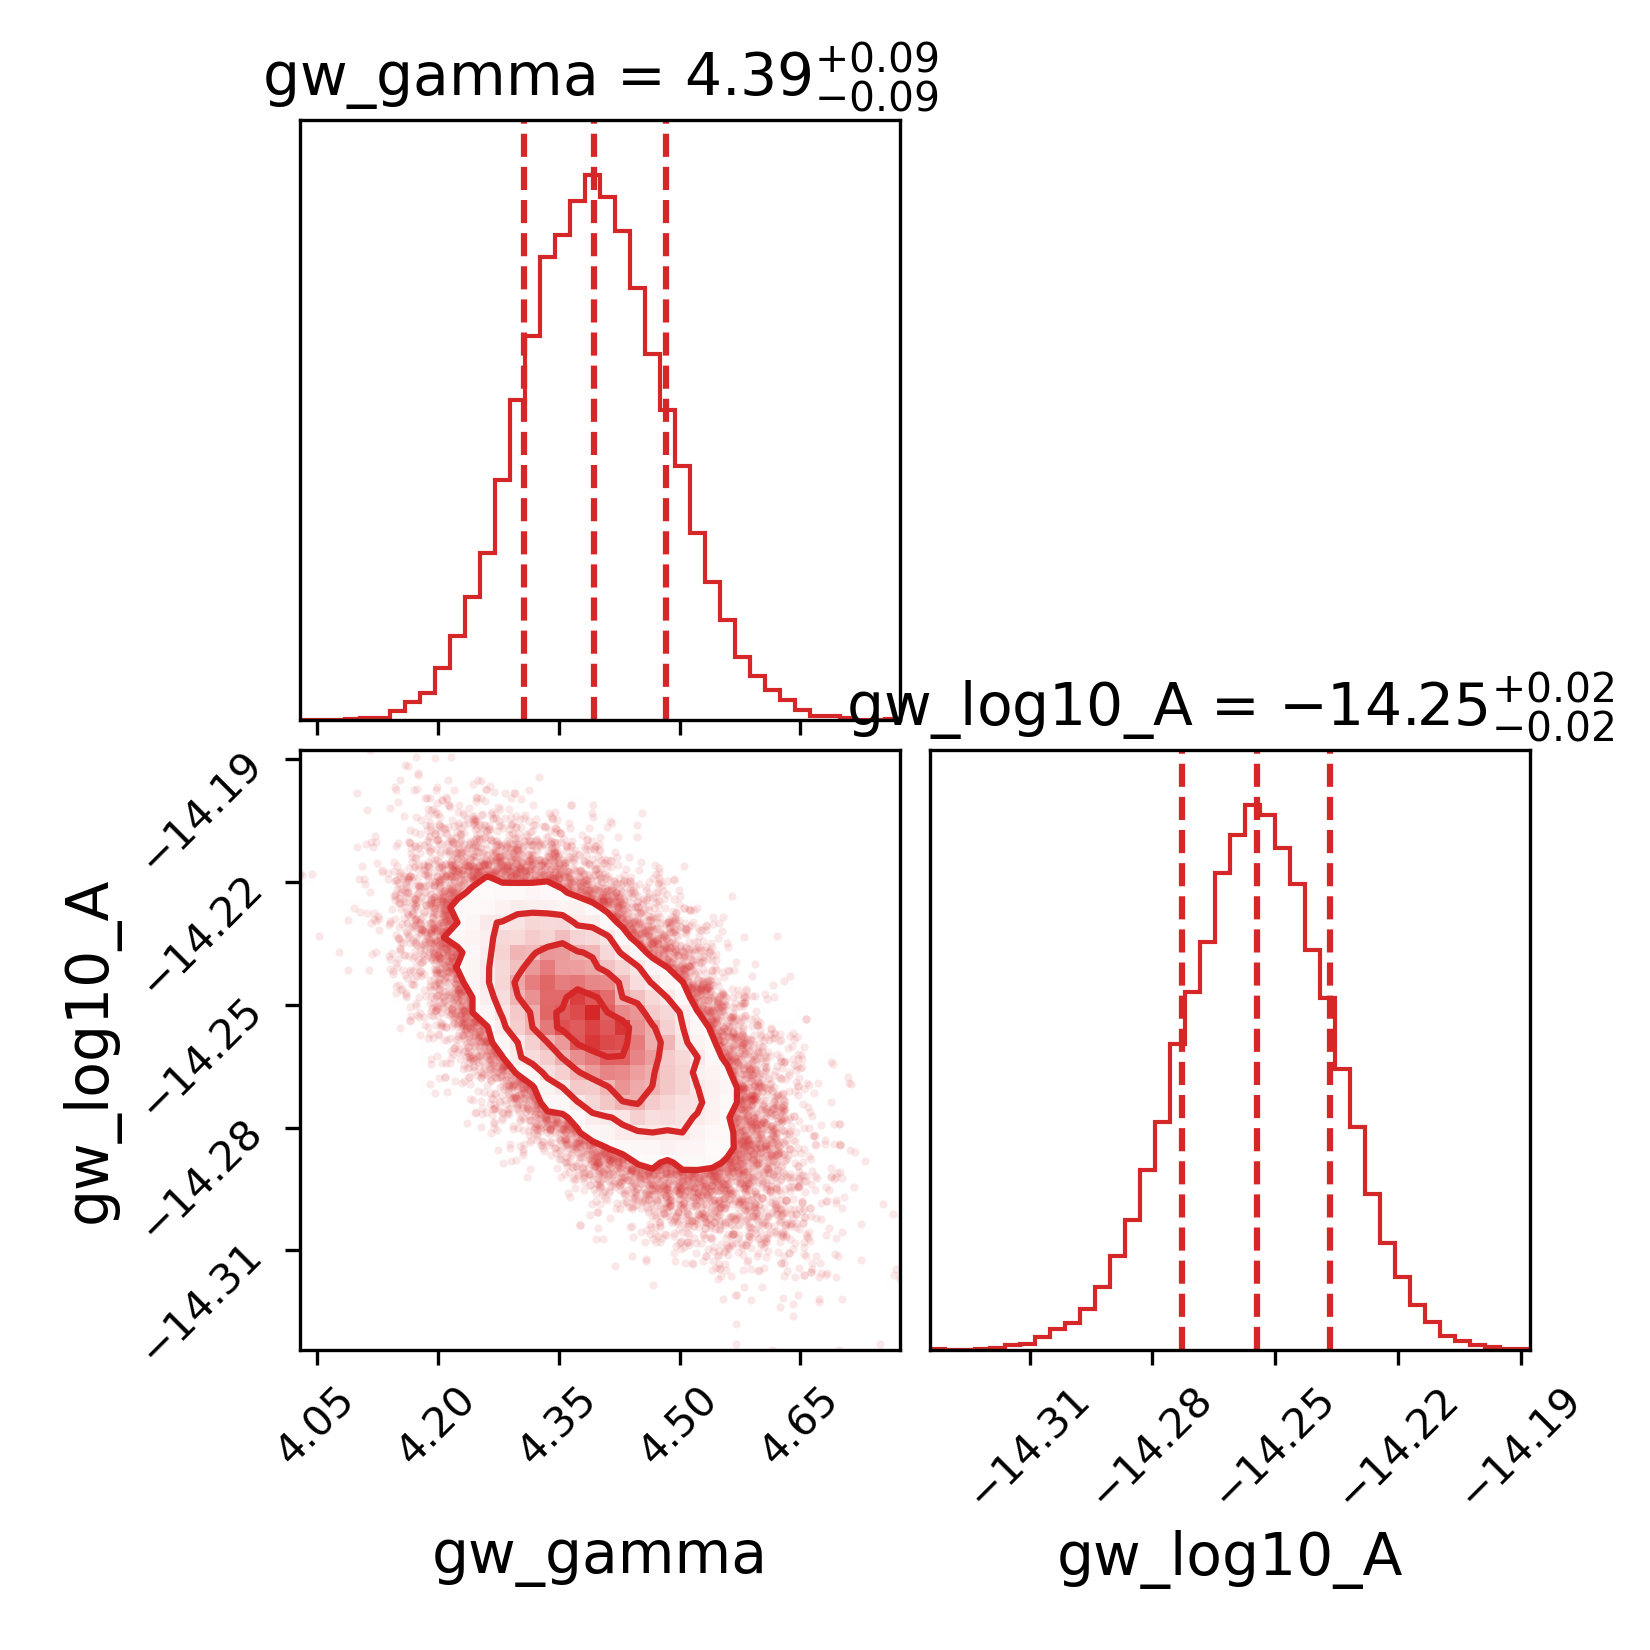 gw_gamma = 4.39+0.09 −0.09
gw_log10_A = −14.25+0.02 −0.02
gw_log10_A
−14.19
−14.22
−14.25
−14.28
−14.31
4.05 4.20 4.35 4.50 4.65
−14.31 −14.28 −14.25 −14.22 −14.19
gw_gamma
gw_log10_A